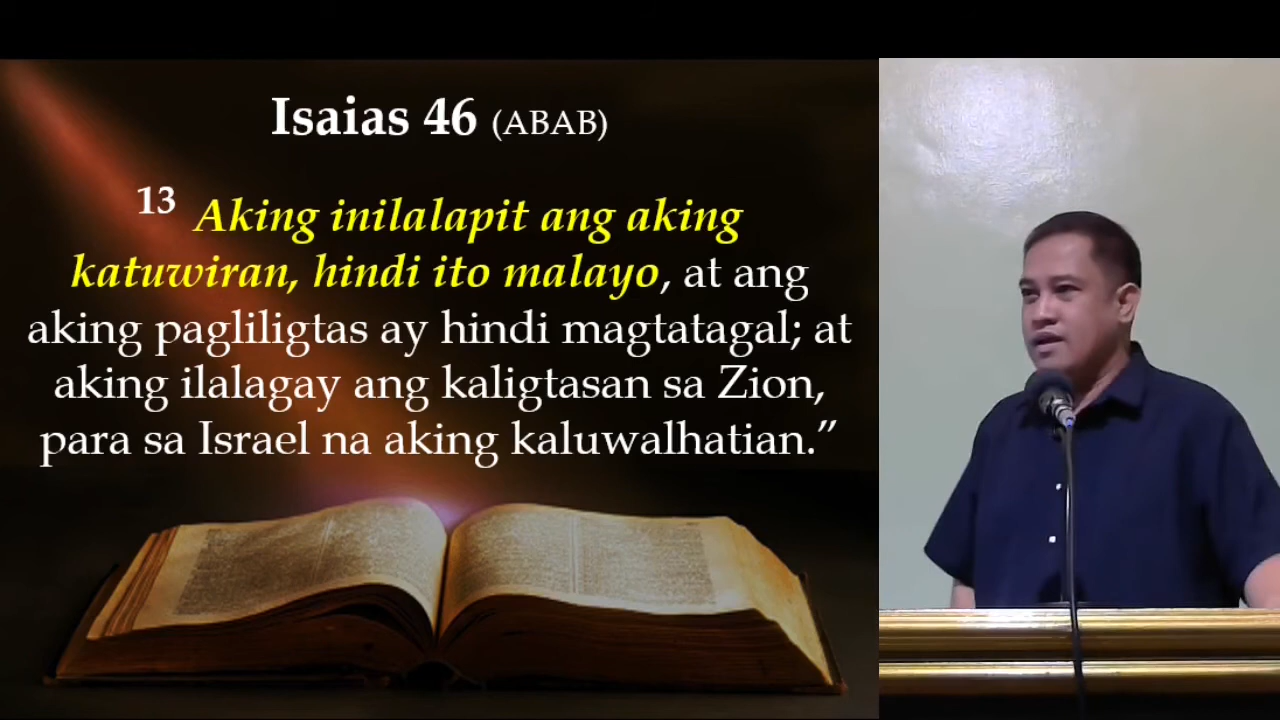 Isaias 46 (ABAB)
13 Aking inilalapit ang aking
katuwiran, hindi ito malayo, at ang
aking pagliligtas ay hindi magtatagal; at
aking ilalagay ang kaligtasan sa Zion,
para sa Israel na aking kaluwalhatian.”